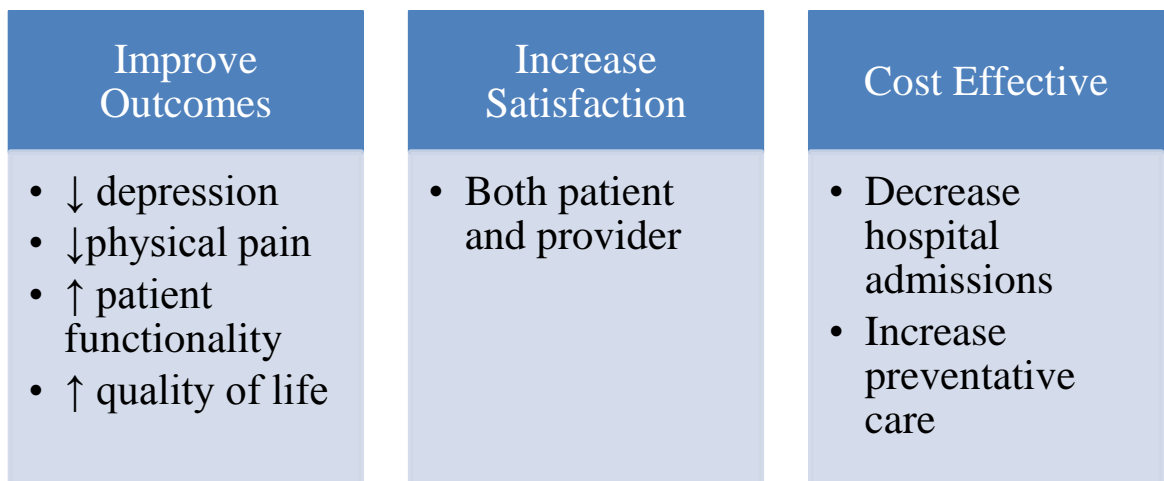 Improve
Outcomes
• ↓ depression
• ↓physical pain
• ↑ patient
functionality
• ↑ quality of life
Increase
Satisfaction
• Both patient
and provider
Cost Effective
• Decrease
hospital
admissions
• Increase
preventative
care